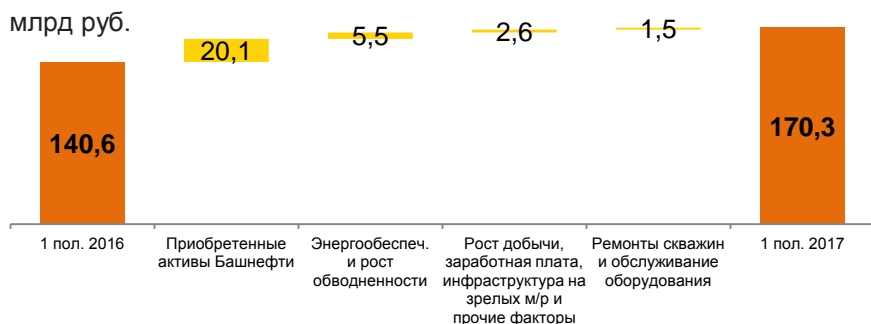 млрд руб.
20,1
5,5
2,6
1,5
140,6
170,3
1 пол. 2016
Приобретенные
активы Башнефти
Энергообеспеч.
и рост
обводненности
Рост добычи,
заработная плата,
инфраструктура на
зрелых м/р и
прочие факторы
Ремонты скважин
и обслуживание
оборудования
1 пол. 2017